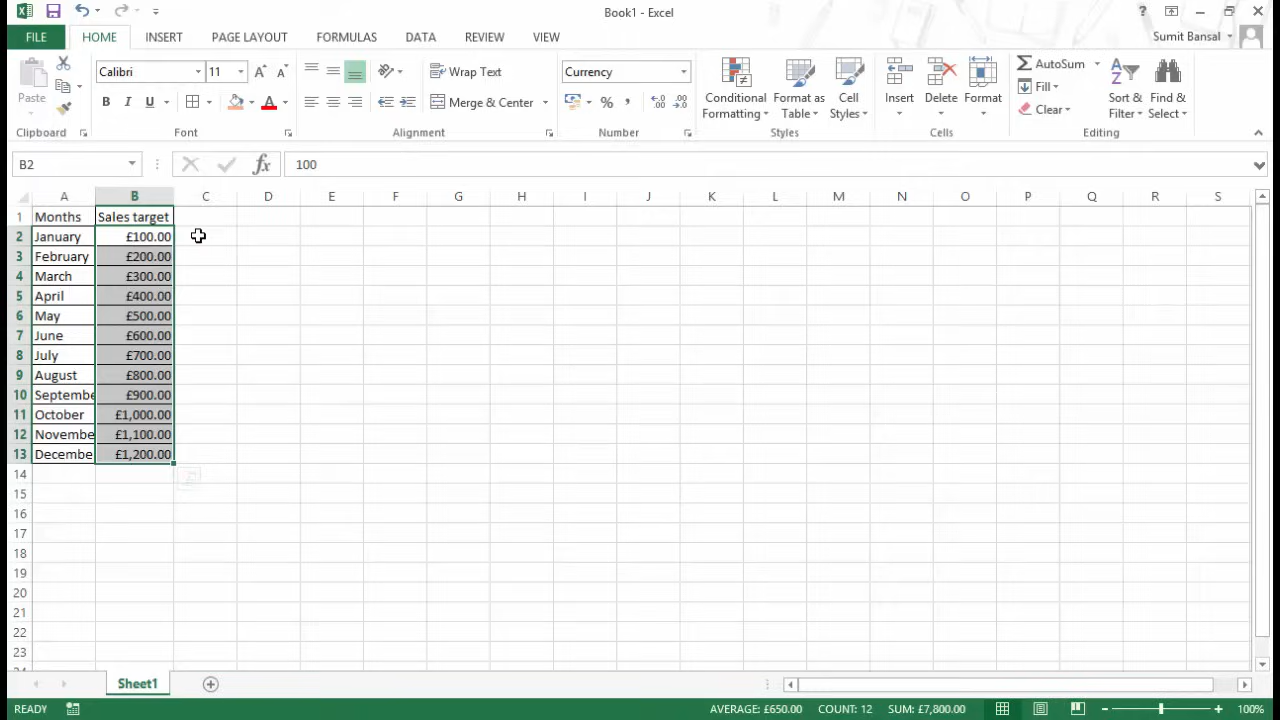 Book1 - Excel
?
FILE HOME INSERT PAGE LAYOUT FORMULAS DATA REVIEW VIEW
Sumit Bansal
Paste
Calibri 11
B I U A
Wrap Text
Merge & Center
Currency
% ,
Conditional Formatting
Format as Table
Cell Styles
Insert
Delete
Format
AutoSum
Fill
Clear
Sort & Filter
Find & Select
Clipboard Font Alignment Number Styles Cells Editing
B2 fx 100
A B C D E F G H I J K L M N O P Q R S
1 Months Sales target
2 January £100.00
3 February £200.00
4 March £300.00
5 April £400.00
6 May £500.00
7 June £600.00
8 July £700.00
9 August £800.00
10 Septembe £900.00
11 October £1,000.00
12 Novembe £1,100.00
13 Decembe £1,200.00
14
15
16
17
18
19
20
21
22
23
Sheet1
READY AVERAGE: £650.00 COUNT: 12 SUM: £7,800.00 100%